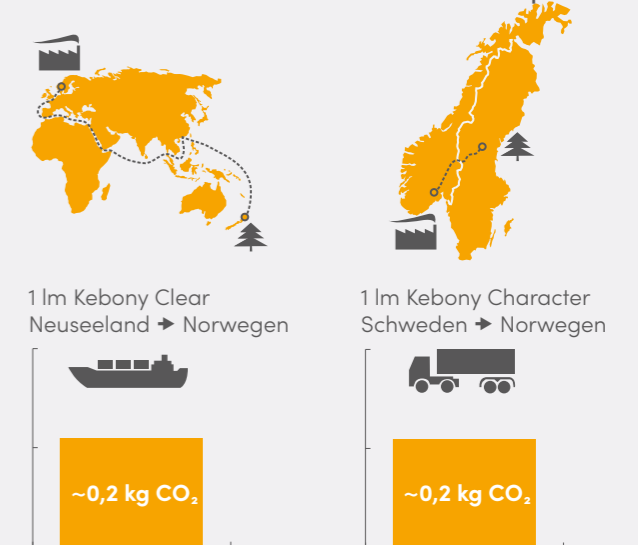 1 lm Kebony Clear
Neuseeland → Norwegen
~0,2 kg CO₂
1 lm Kebony Character
Schweden → Norwegen
~0,2 kg CO₂